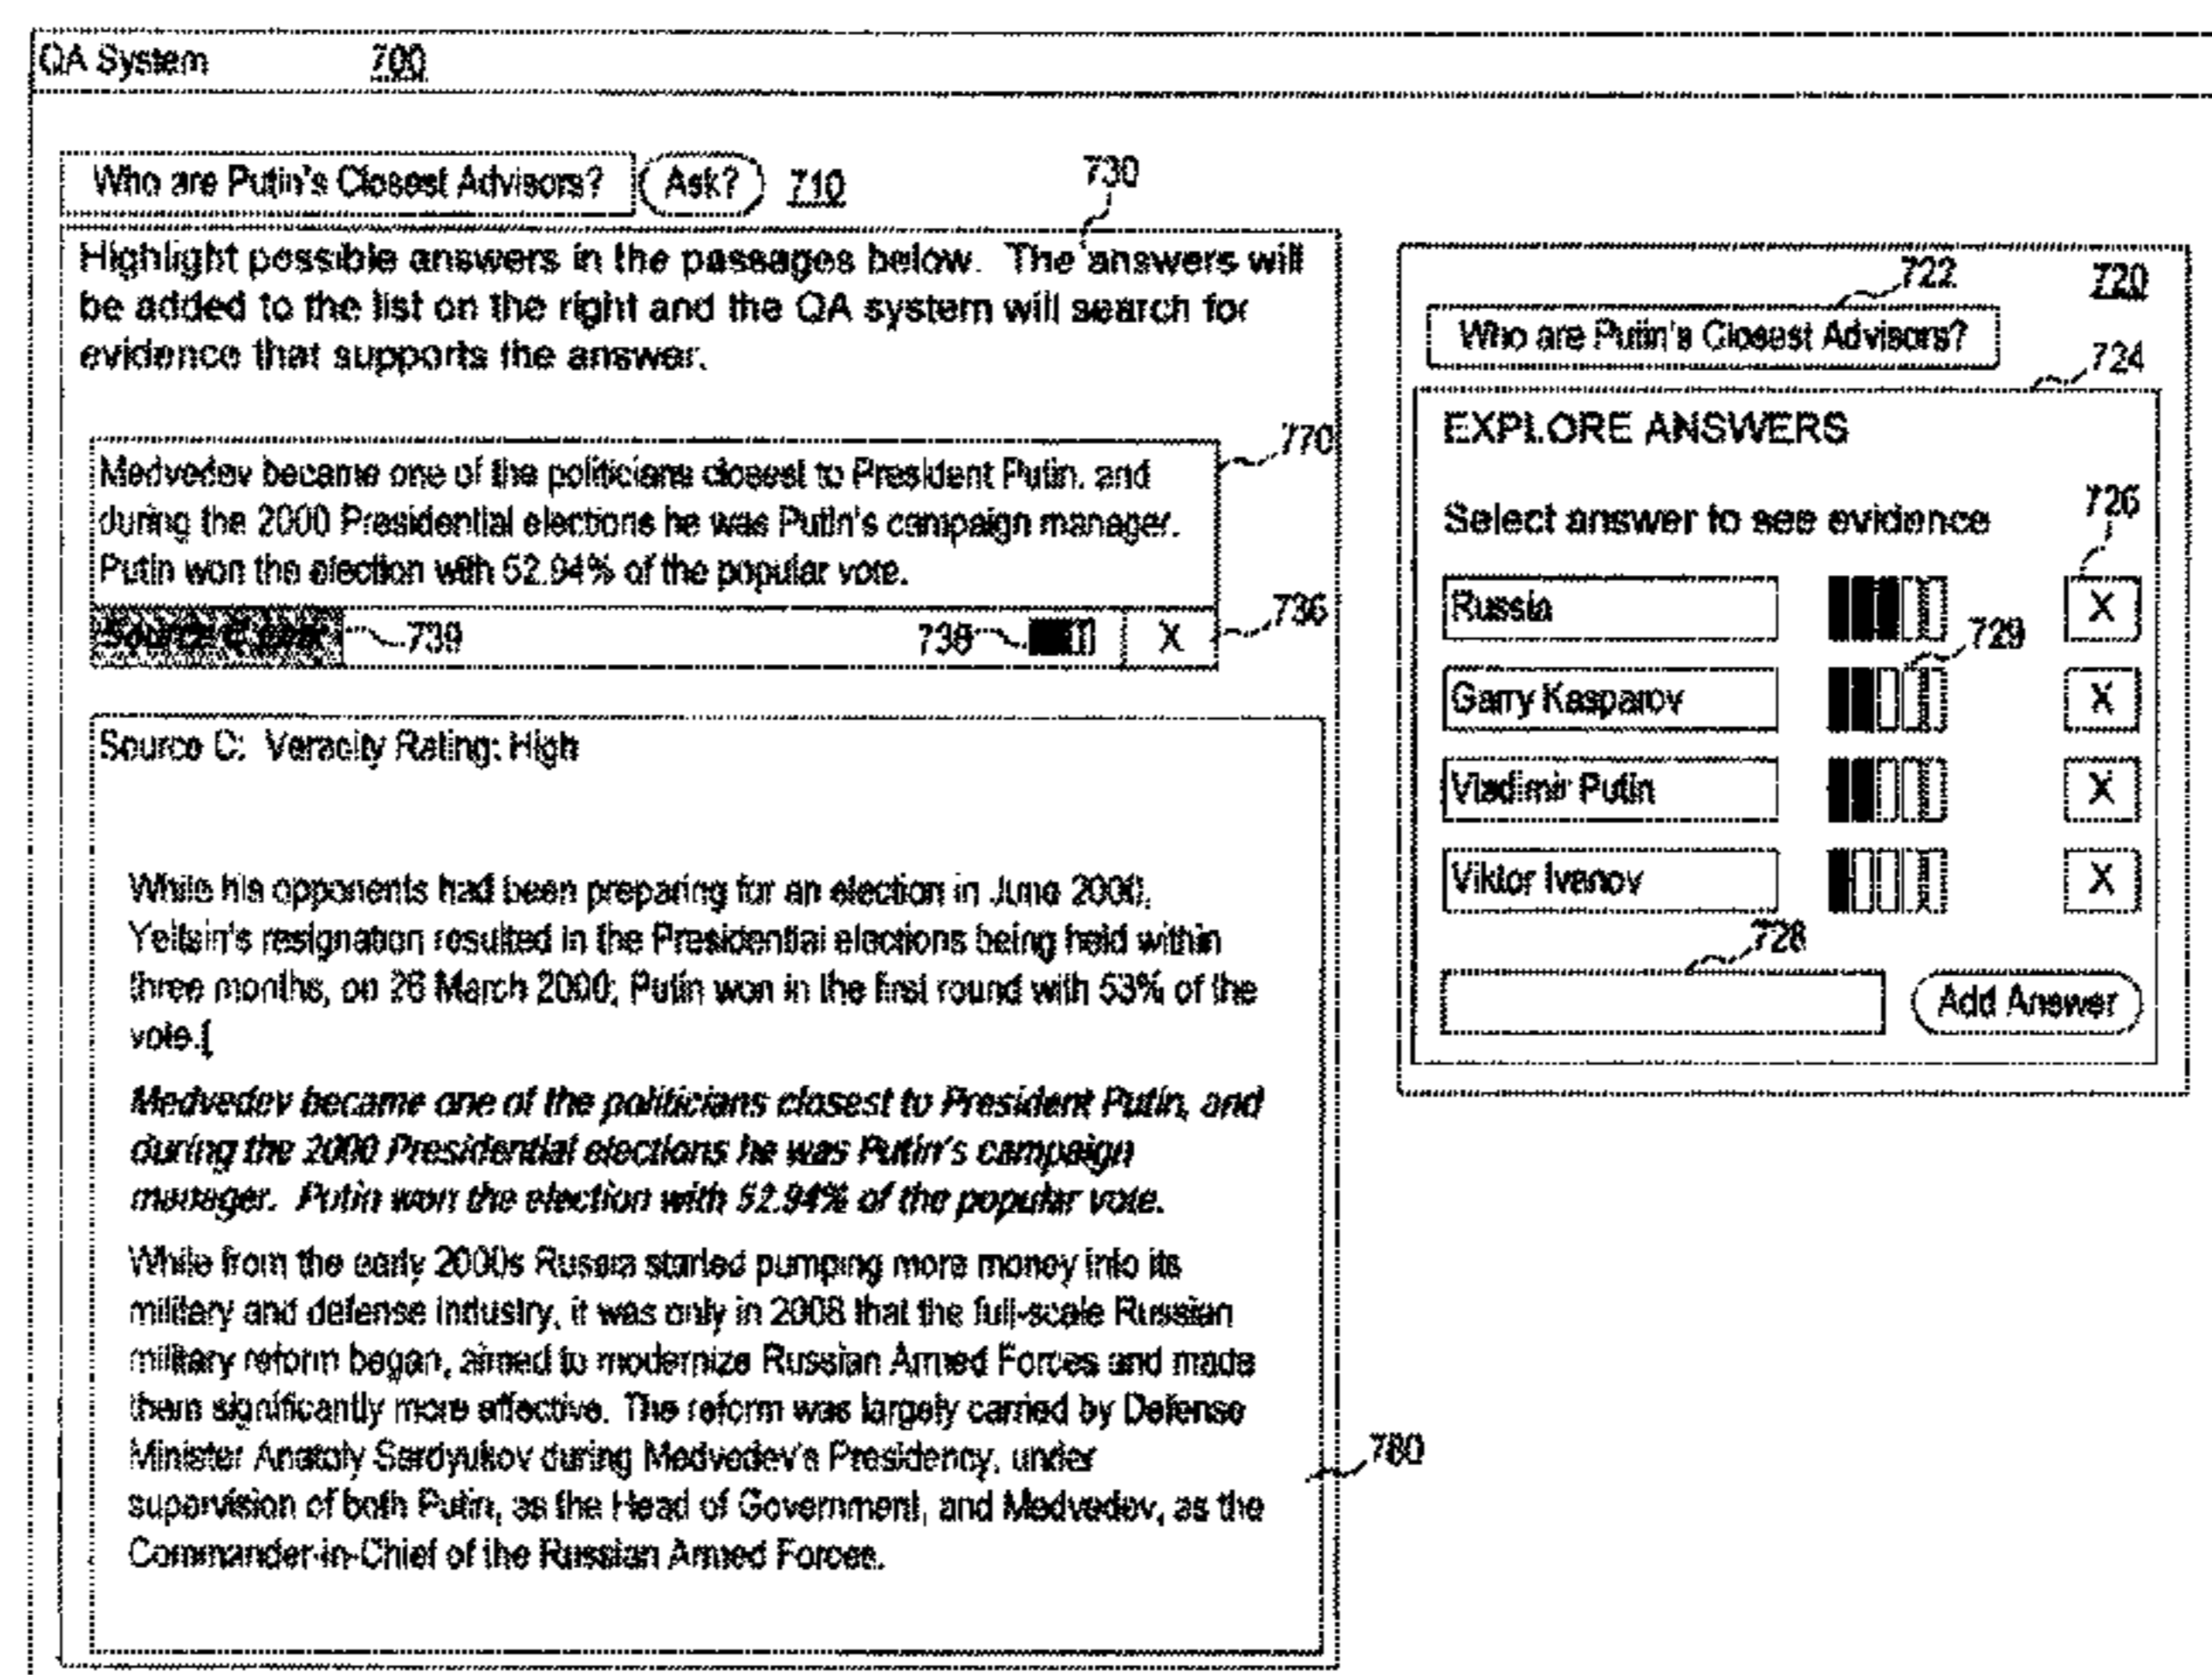 QA System 700
Who are Putin's Closest Advisors? Ask? 710
730
Highlight possible answers in the passages below. The answers will
be added to the list on the right and the QA system will search for
evidence that supports the answer.
770
Medvedev became one of the politicians closest to President Putin, and
during the 2000 Presidential elections he was Putin's campaign manager.
Putin won the election with 52.94% of the popular vote.
739 738 X 736
Source C: Veracity Rating: High
While his opponents had been preparing for an election in June 2000,
Yeltsin's resignation resulted in the Presidential elections being held within
three months, on 26 March 2000; Putin won in the first round with 53% of the
vote.[
Medvedev became one of the politicians closest to President Putin, and
during the 2000 Presidential elections he was Putin's campaign
manager. Putin won the election with 52.94% of the popular vote.
While from the early 2000s Russia started pumping more money into its
military and defense industry, it was only in 2008 that the full-scale Russian
military reform began, aimed to modernize Russian Armed Forces and made
them significantly more effective. The reform was largely carried by Defense
Minister Anatoly Serdyukov during Medvedev's Presidency, under
supervision of both Putin, as the Head of Government, and Medvedev, as the
Commander-in-Chief of the Russian Armed Forces.
780
722 720
Who are Putin's Closest Advisors?
724
EXPLORE ANSWERS
Select answer to see evidence
726
Russia X
729
Garry Kasparov X
Vladimir Putin X
Viktor Ivanov X
728
Add Answer